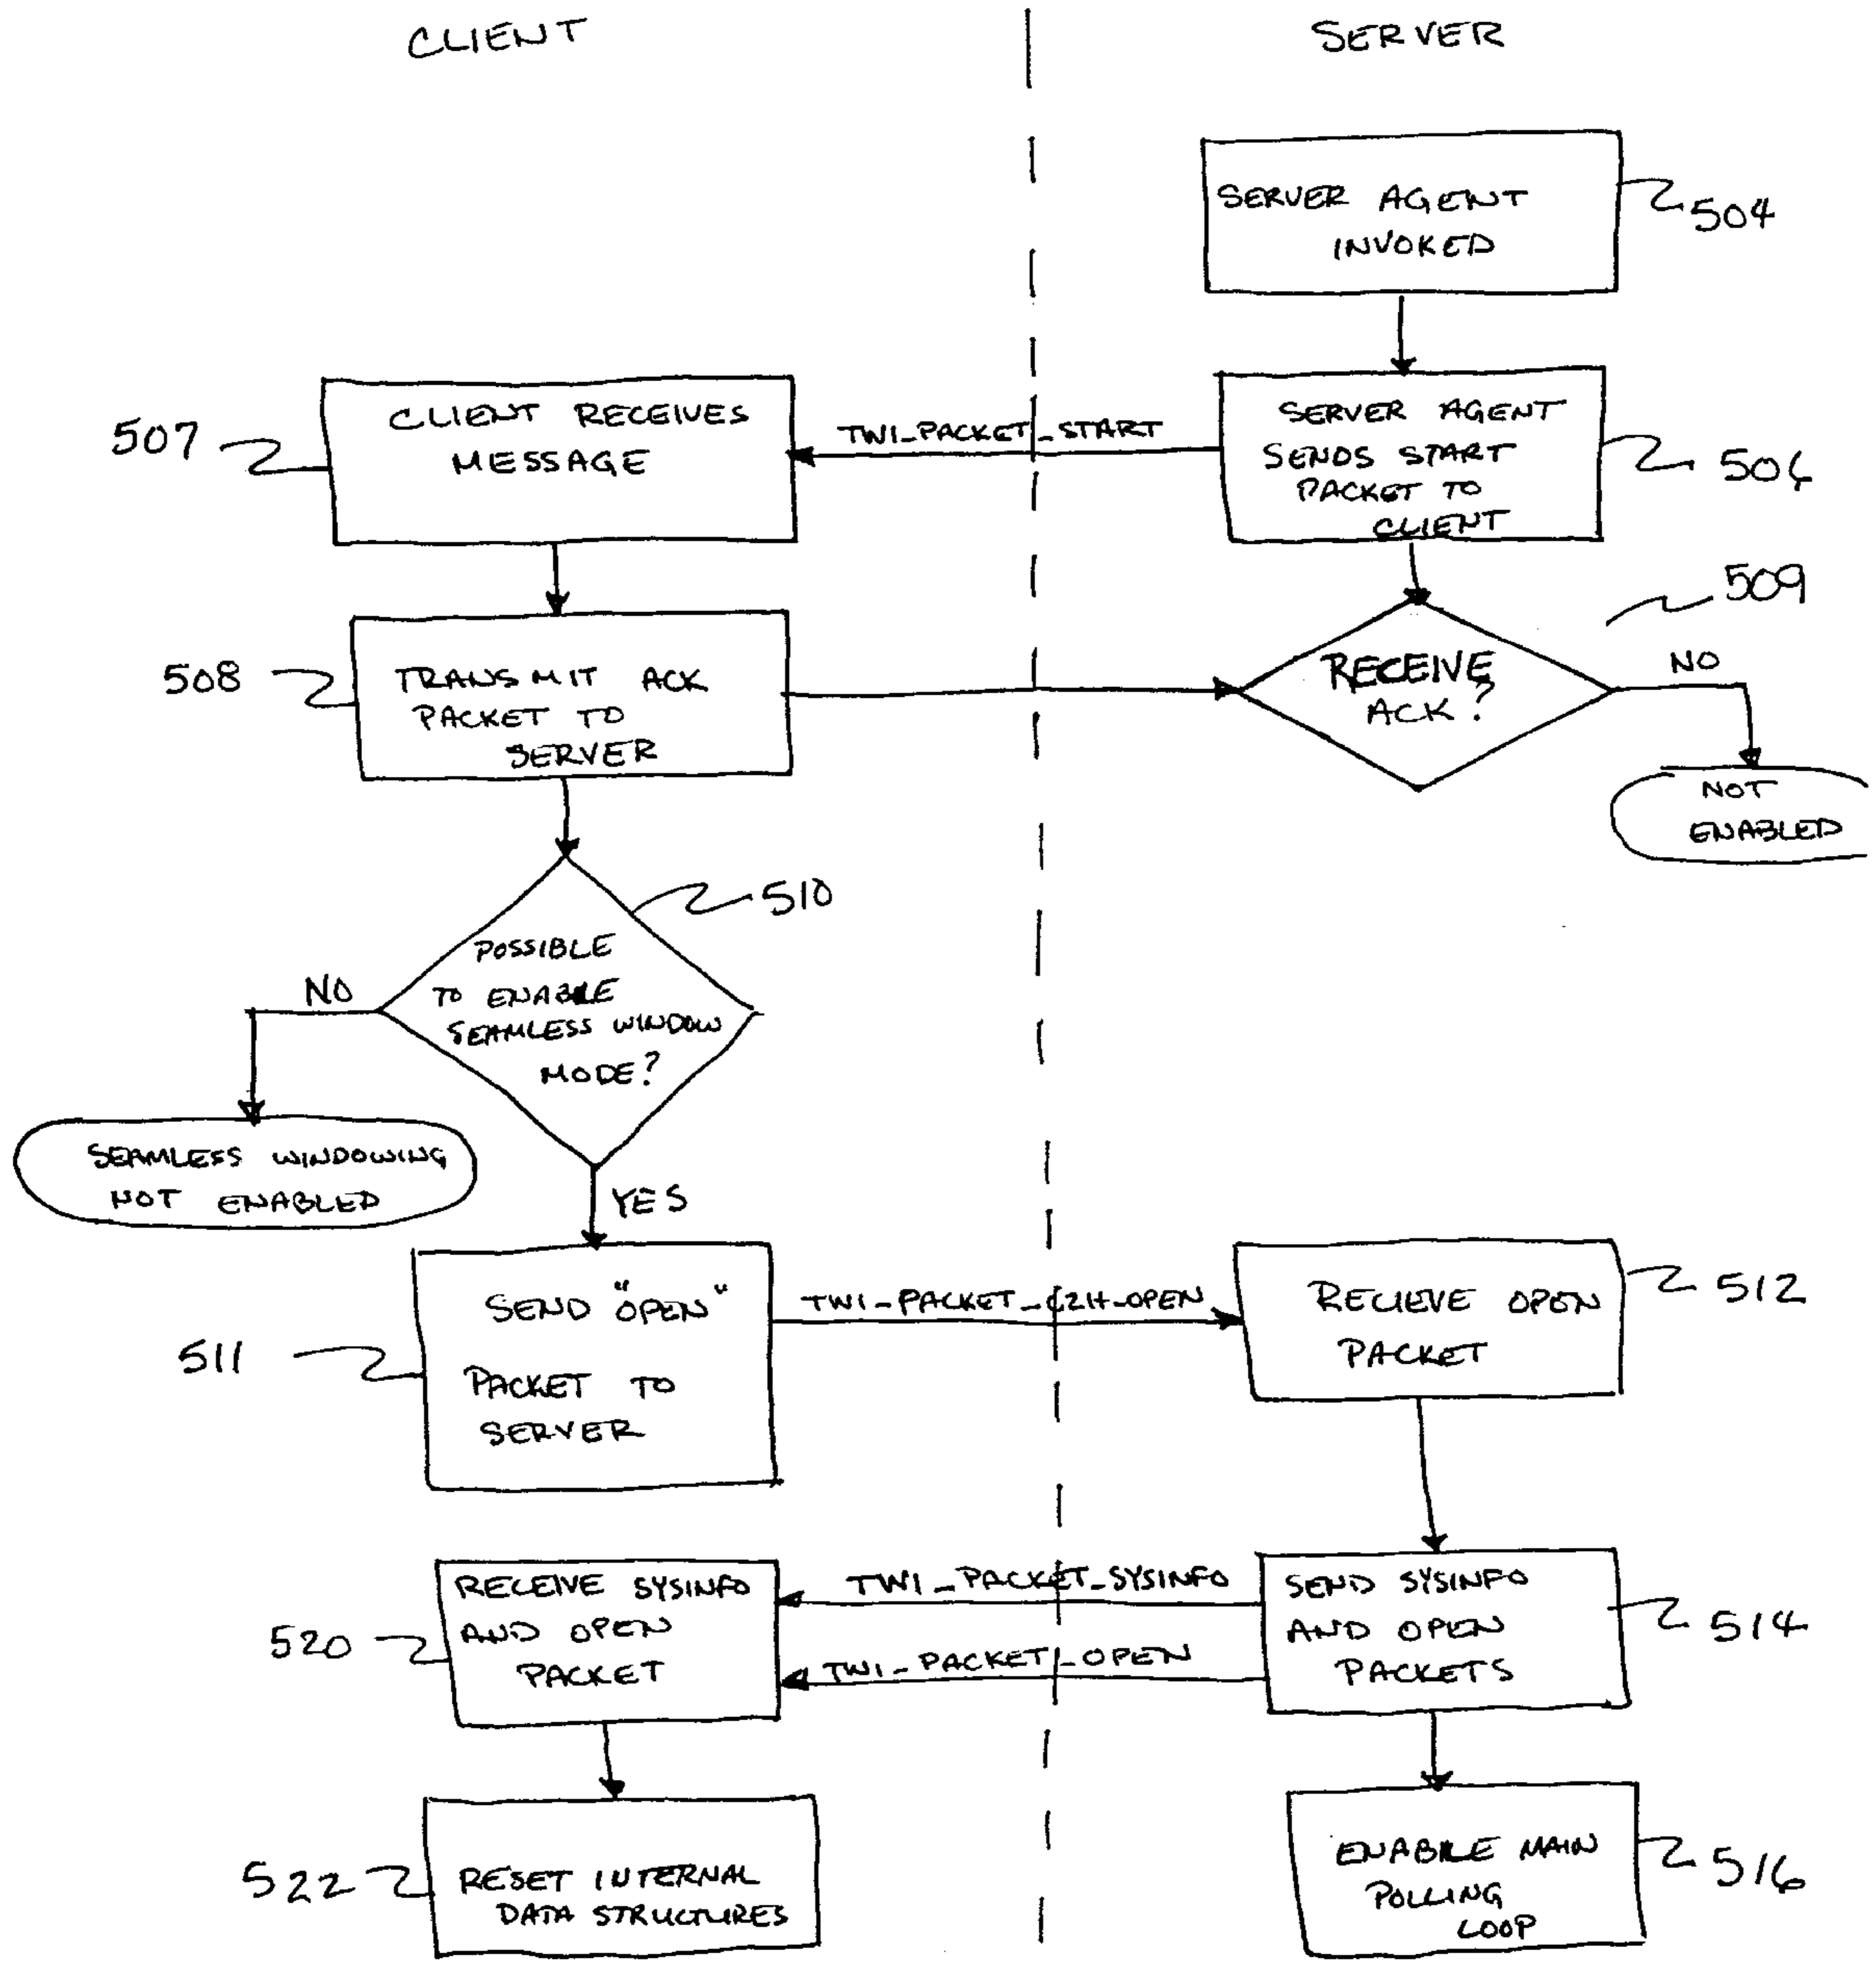 CLIENT
SERVER
SERVER AGENT
INVOKED
504
CLIENT RECEIVES
MESSAGE
507
TWI_PACKET_START
SERVER AGENT
SENDS START
PACKET TO
CLIENT
506
509
TRANSMIT ACK
PACKET TO
SERVER
508
RECEIVE
ACK?
NO
NOT
ENABLED
510
POSSIBLE
TO ENABLE
SEAMLESS WINDOW
MODE?
NO
SEAMLESS WINDOWING
NOT ENABLED
YES
SEND "OPEN"
PACKET TO
SERVER
511
TWI_PACKET_C2H_OPEN
RECIEVE OPEN
PACKET
512
RECEIVE SYSINFO
AND OPEN
PACKET
520
TWI_PACKET_SYSINFO
TWI_PACKET_OPEN
SEND SYSINFO
AND OPEN
PACKETS
514
RESET INTERNAL
DATA STRUCTURES
522
ENABLE MAIN
POLLING
LOOP
516